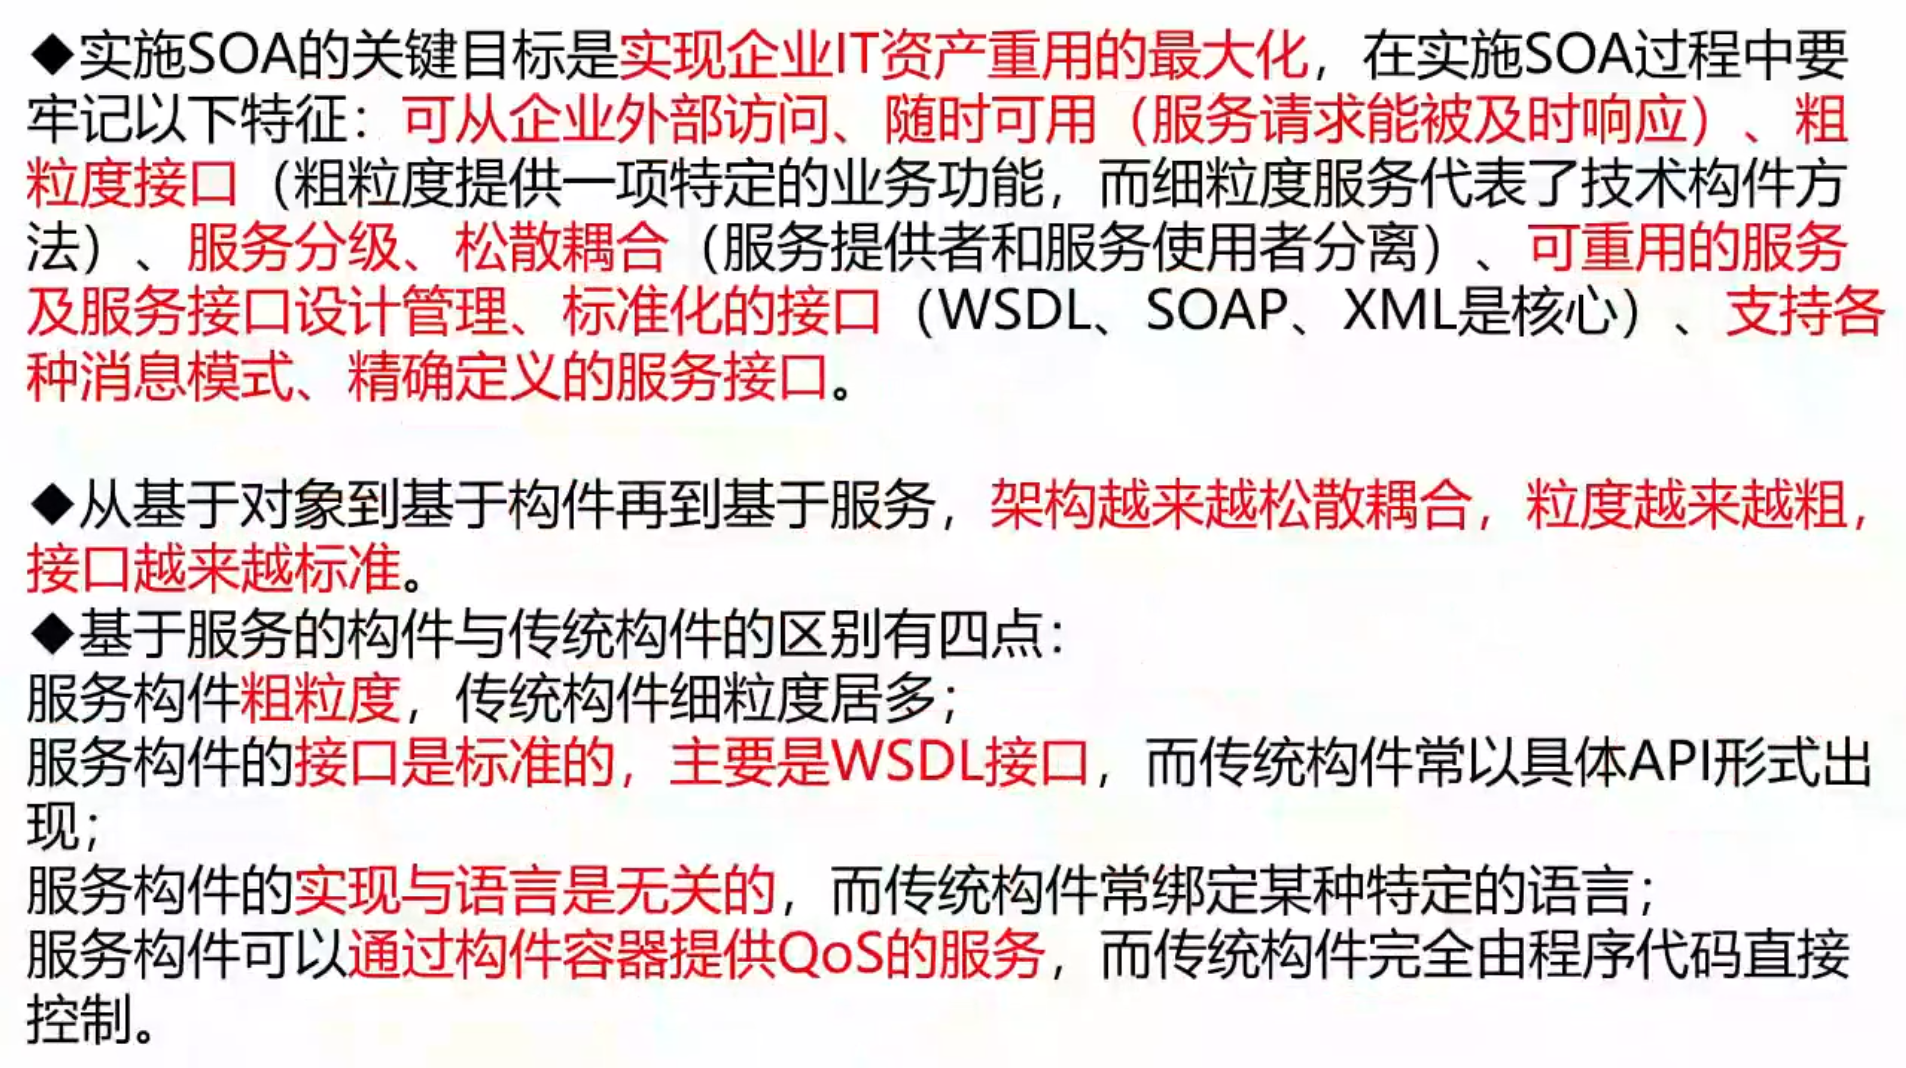 ◆实施SOA的关键目标是实现企业IT资产重用的最大化，在实施SOA过程中要
牢记以下特征：可从企业外部访问、随时可用（服务请求能被及时响应）、粗
粒度接口（粗粒度提供一项特定的业务功能，而细粒度服务代表了技术构件方
法）、服务分级、松散耦合（服务提供者和服务使用者分离）、可重用的服务
及服务接口设计管理、标准化的接口（WSDL、SOAP、XML是核心）、支持各
种消息模式、精确定义的服务接口。
◆从基于对象到基于构件再到基于服务，架构越来越松散耦合，粒度越来越粗，
接口越来越标准。
◆基于服务的构件与传统构件的区别有四点：
服务构件粗粒度，传统构件细粒度居多；
服务构件的接口是标准的，主要是WSDL接口，而传统构件常以具体API形式出
现；
服务构件的实现与语言是无关的，而传统构件常绑定某种特定的语言；
服务构件可以通过构件容器提供QoS的服务，而传统构件完全由程序代码直接
控制。